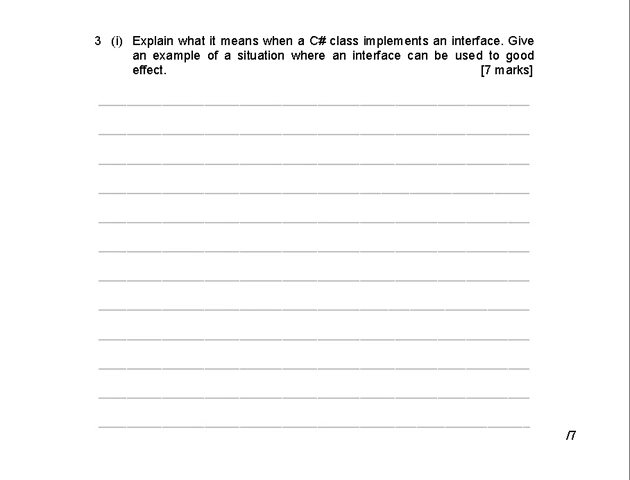 3 (i) Explain what it means when a C# class implements an interface. Give
an example of a situation where an interface can be used to good
effect. [7 marks]
/7